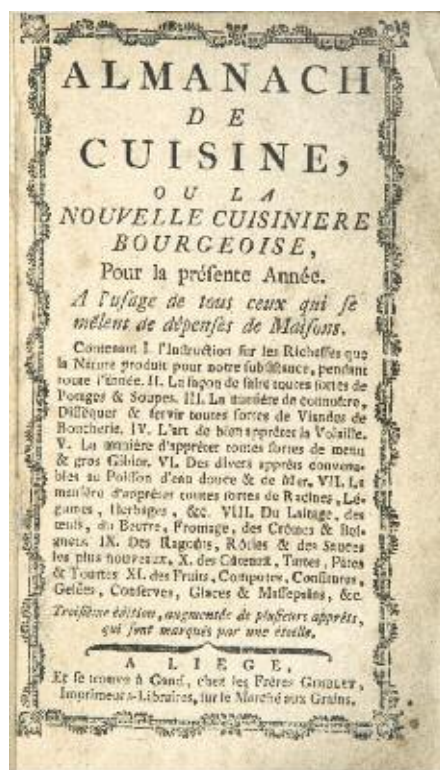 ALMANACH
DE
CUISINE,
OU LA
NOUVELLE CUISINIERE
BOURGEOISE,
Pour la préſente Année.
A l'uſage de tous ceux qui ſe
mêlent de dépenſes de Maiſons.
Contenant I. l'Inſtruction ſur les Richeſſes que
la Nature produit pour notre ſubſiſtance, pendant
toute l'année. II. La façon de faire toutes ſortes de
Potages & Soupes. III. La maniére de connoître,
Diſſéquer & ſervir toutes ſortes de Viandes de
Boucherie. IV. L'art de bien apprêter la Volaille.
V. La maniére d'apprêter toutes ſortes de menu
& gros Gibier. VI. Des divers apprêts convena-
bles au Poiſſon d'eau douce & de Mer. VII. La
maniére d'apprêter toutes ſortes de Racines, Lé-
gumes, Herbages, &c. VIII. Du Laitage, des
œufs, du Beurre, Fromage, des Crêmes & Bei-
gnets. IX. Des Ragoûts, Rôties & des Sauces
les plus nouveaux. X. des Gâteaux, Tartes, Pâtés
& Tourtes XI. des Fruits, Compotes, Confitures,
Gelées, Conſerves, Glaces & Maſſepains, &c.
Troiſième édition, augmentée de pluſieurs apprêts,
qui ſont marqués par une étoile.
A LIEGE,
Et ſe trouve à Gand, chez les Frères GIMBLET,
Imprimeurs-Libraires, ſur le Marché aux Grains.